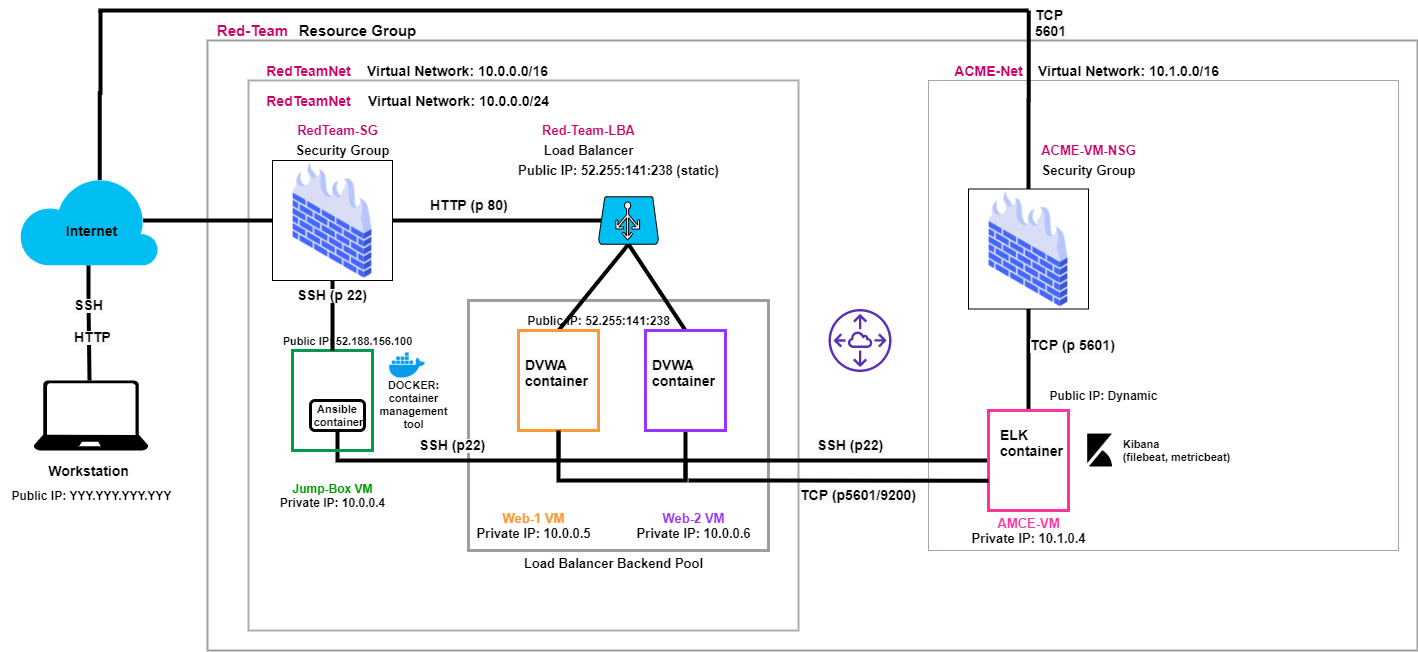 TCP
5601
Red-Team Resource Group
RedTeamNet Virtual Network: 10.0.0.0/16
ACME-Net Virtual Network: 10.1.0.0/16
RedTeamNet Virtual Network: 10.0.0.0/24
RedTeam-SG
Security Group
Red-Team-LBA
Load Balancer
Public IP: 52.255:141:238 (static)
ACME-VM-NSG
Security Group
HTTP (p 80)
Internet
SSH (p 22)
SSH
HTTP
Public IP: 52.255:141:238
Public IP: 52.188.156.100
TCP (p 5601)
DVWA
container
DVWA
container
DOCKER:
container
management
tool
Public IP: Dynamic
Ansible
container
ELK
container
Kibana
(filebeat, metricbeat)
SSH (p22)
SSH (p22)
Workstation
Public IP: YYY.YYY.YYY.YYY
Jump-Box VM
Private IP: 10.0.0.4
TCP (p5601/9200)
Web-1 VM
Private IP: 10.0.0.5
Web-2 VM
Private IP: 10.0.0.6
AMCE-VM
Private IP: 10.1.0.4
Load Balancer Backend Pool